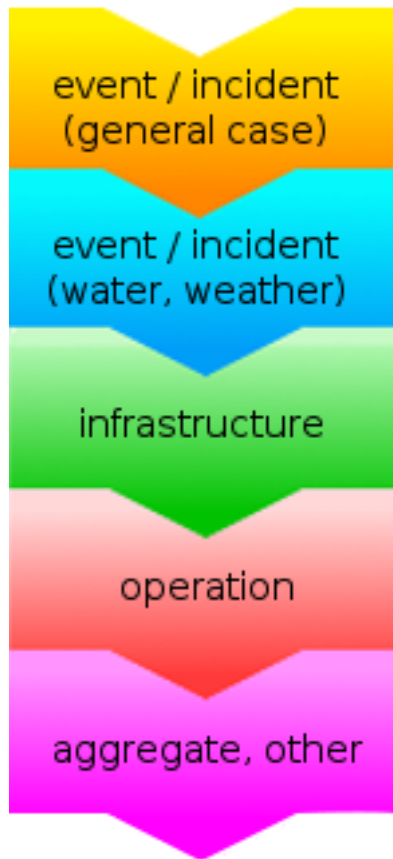 event / incident
(general case)
event / incident
(water, weather)
infrastructure
operation
aggregate, other